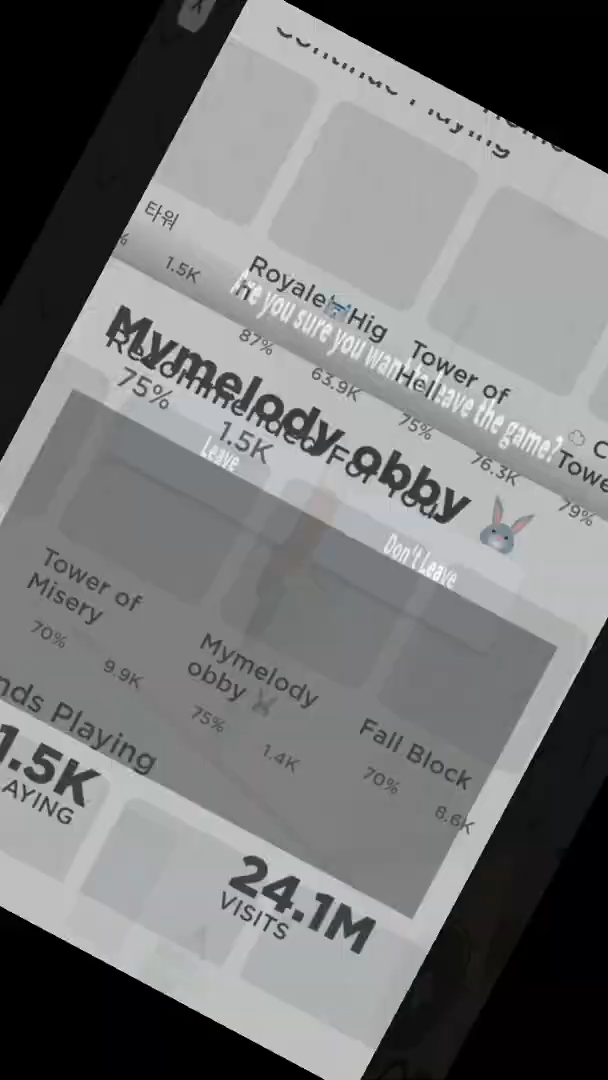 Continue Playing
Home
타워
%
1.5K
Royale Hig
h
87%
63.9K
Are you sure you want to leave the game?
Tower of
Hell
75%
76.3K
Towe
79%
Mymelody obby 🐰
Recommended For You
75%
1.5K
Leave
Don't Leave
Tower of
Misery
70%
9.9K
Mymelody
obby 🐰
75%
1.4K
Fall Block
70%
8.6K
nds Playing
1.5K
AYING
24.1M
VISITS